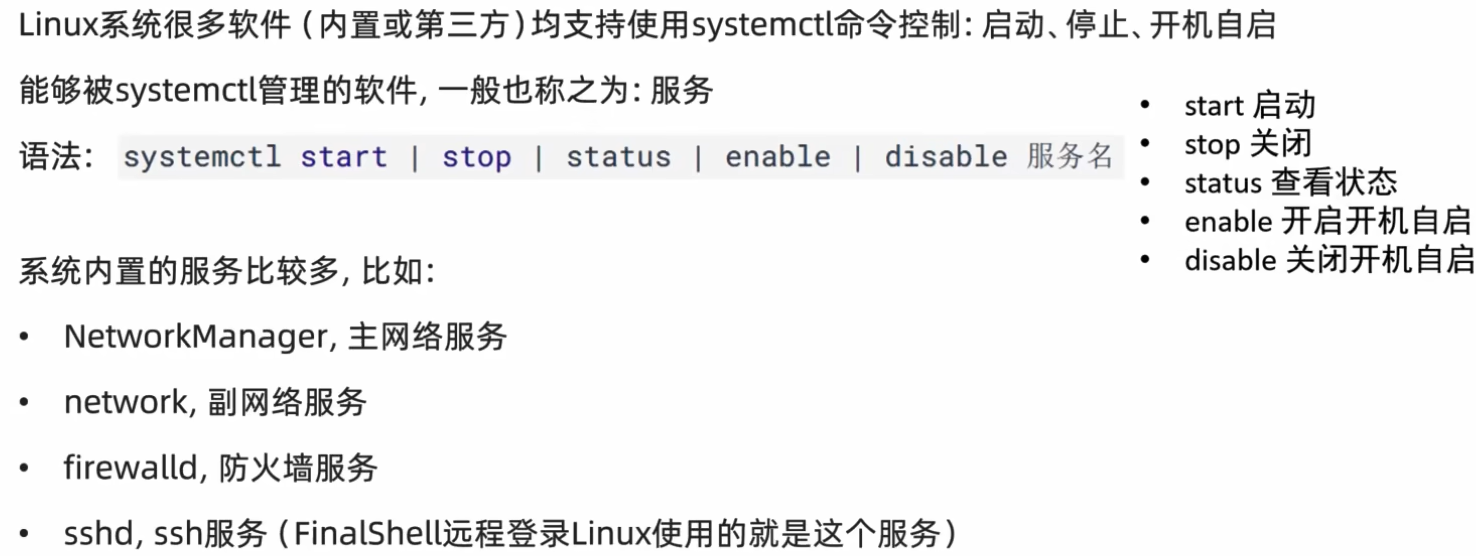 Linux系统很多软件（内置或第三方）均支持使用systemctl命令控制：启动、停止、开机自启
能够被systemctl管理的软件，一般也称之为：服务
语法： systemctl start | stop | status | enable | disable 服务名
• start 启动
• stop 关闭
• status 查看状态
• enable 开启开机自启
• disable 关闭开机自启
系统内置的服务比较多，比如：
• NetworkManager, 主网络服务
• network, 副网络服务
• firewalld, 防火墙服务
• sshd, ssh服务（FinalShell远程登录Linux使用的就是这个服务）